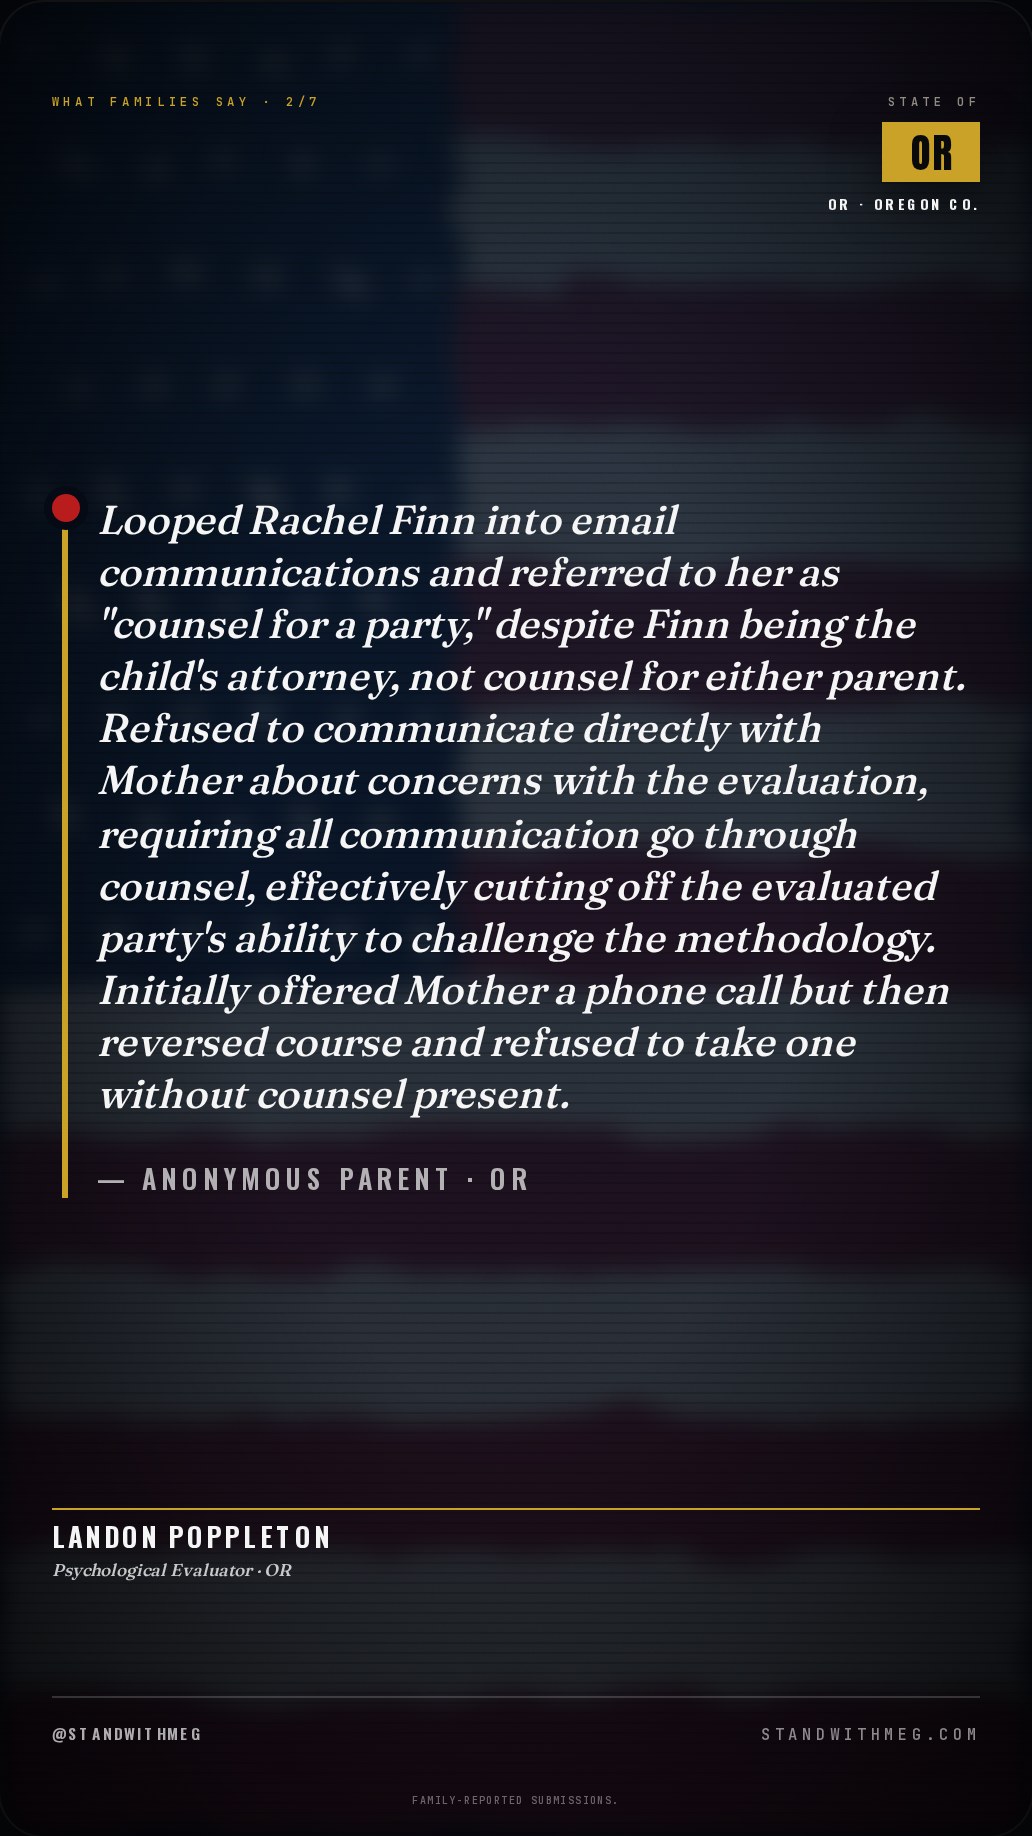 WHAT FAMILIES SAY · 2/7
STATE OF
OR
OR · OREGON CO.
Looped Rachel Finn into email
communications and referred to her as
"counsel for a party," despite Finn being the
child's attorney, not counsel for either parent.
Refused to communicate directly with
Mother about concerns with the evaluation,
requiring all communication go through
counsel, effectively cutting off the evaluated
party's ability to challenge the methodology.
Initially offered Mother a phone call but then
reversed course and refused to take one
without counsel present.
— ANONYMOUS PARENT · OR
LANDON POPPLETON
Psychological Evaluator · OR
@STANDWITHMEG
STANDWITHMEG.COM
FAMILY-REPORTED SUBMISSIONS.